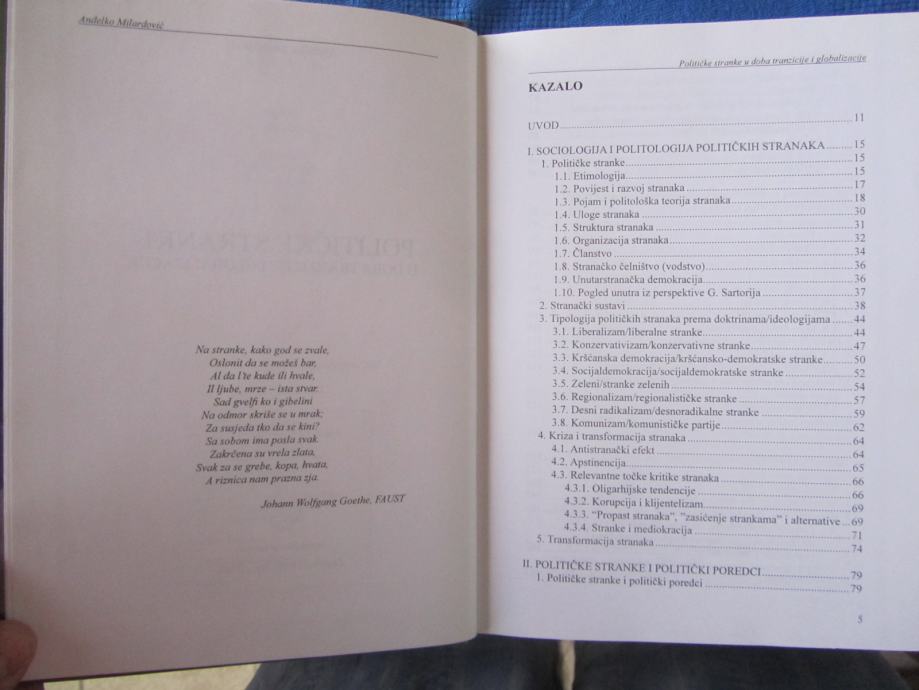 Anđelko Milardović
Na stranke, kako god se zvale,
Oslonit da se možeš bar,
Al da l'te kude ili hvale,
Il ljube, mrze – ista stvar.
Sad gvelfi ko i gibelini
Na odmor skriše se u mrak;
Za susjeda tko da se kini?
Sa sobom ima posla svak.
Zakrčena su vrela zlata,
Svak za se grebe, kopa, hvata,
A riznica nam prazna zja.
Johann Wolfgang Goethe, FAUST
Političke stranke u doba tranzicije i globalizacije
KAZALO
UVOD 11
I. SOCIOLOGIJA I POLITOLOGIJA POLITIČKIH STRANAKA 15
1. Političke stranke 15
1.1. Etimologija 15
1.2. Povijest i razvoj stranaka 17
1.3. Pojam i politološka teorija stranaka 18
1.4. Uloge stranaka 30
1.5. Struktura stranaka 31
1.6. Organizacija stranaka 32
1.7. Članstvo 34
1.8. Stranačko čelništvo (vodstvo) 36
1.9. Unutarstranačka demokracija 36
1.10. Pogled unutra iz perspektive G. Sartorija 37
2. Stranački sustavi 38
3. Tipologija političkih stranaka prema doktrinama/ideologijama 44
3.1. Liberalizam/liberalne stranke 44
3.2. Konzervativizam/konzervativne stranke 47
3.3. Kršćanska demokracija/kršćansko-demokratske stranke 50
3.4. Socijaldemokracija/socijaldemokratske stranke 52
3.5. Zeleni/stranke zelenih 54
3.6. Regionalizam/regionalističke stranke 57
3.7. Desni radikalizam/desnoradikalne stranke 59
3.8. Komunizam/komunističke partije 62
4. Kriza i transformacija stranaka 64
4.1. Antistranački efekt 64
4.2. Apstinencija 65
4.3. Relevantne točke kritike stranaka 66
4.3.1. Oligarhijske tendencije 66
4.3.2. Korupcija i klijentelizam 69
4.3.3. "Propast stranaka", "zasićenje strankama" i alternative 69
4.3.4. Stranke i mediokracija 71
5. Transformacija stranaka 74
II. POLITIČKE STRANKE I POLITIČKI POREDCI 79
1. Političke stranke i politički poredci 79
5